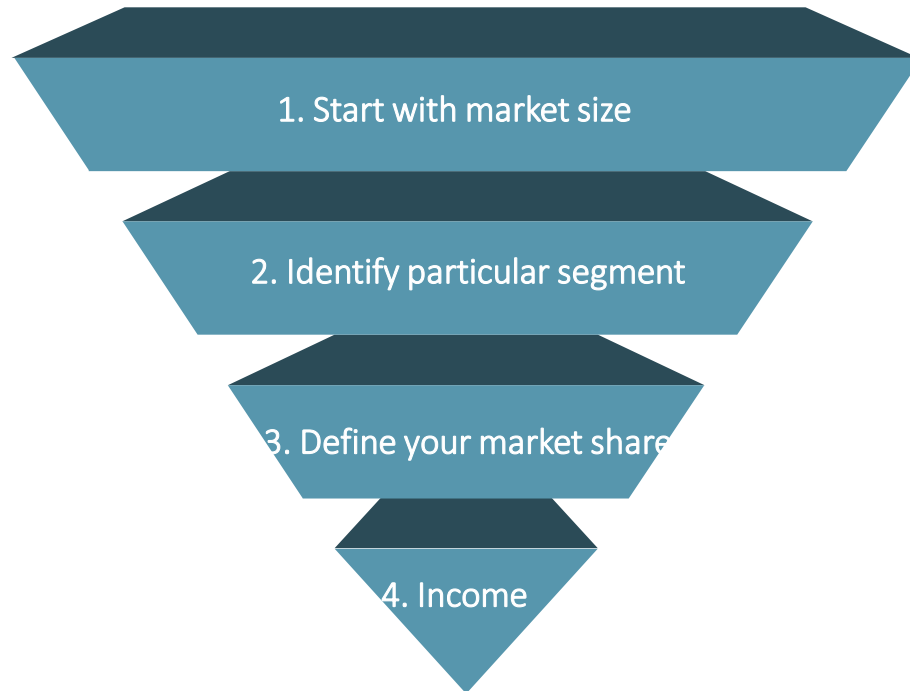 1. Start with market size
2. Identify particular segment
3. Define your market share
4. Income